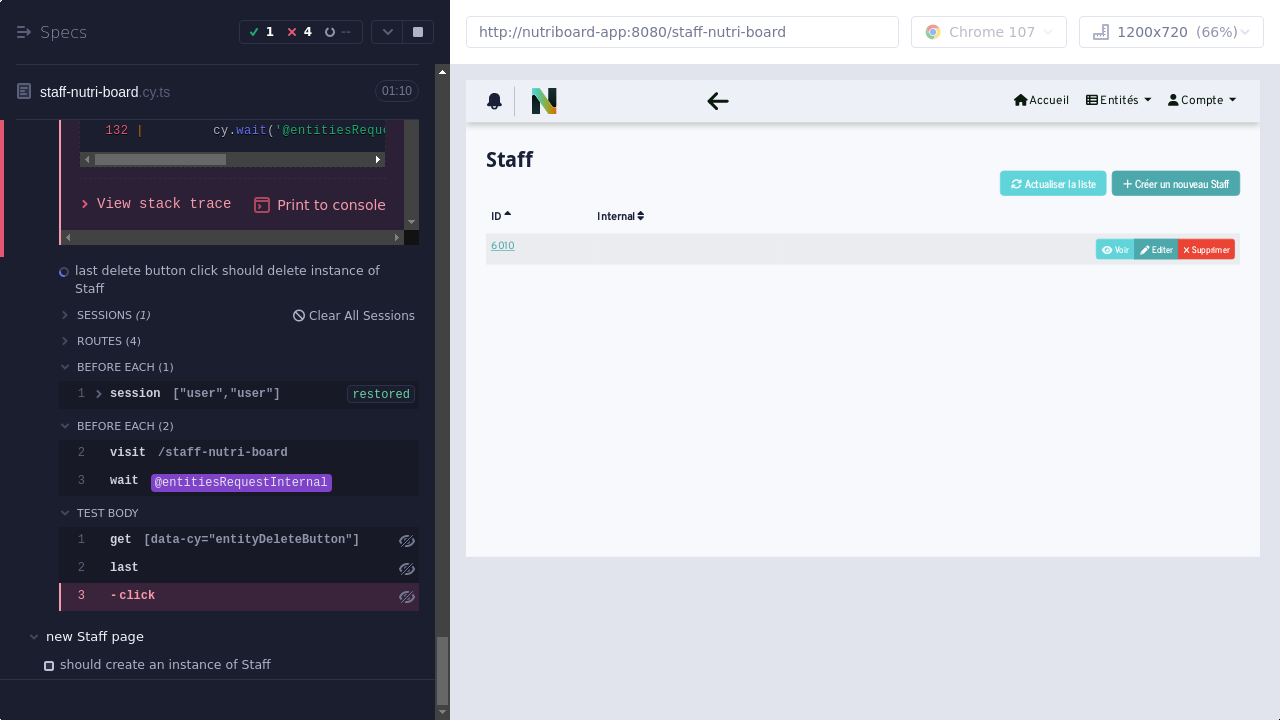 Specs
1 4 --
staff-nutri-board.cy.ts
01:10
132 | cy.wait('@entitiesReque
View stack trace
Print to console
last delete button click should delete instance of
Staff
SESSIONS (1)
Clear All Sessions
ROUTES (4)
BEFORE EACH (1)
1 session ["user","user"] restored
BEFORE EACH (2)
2 visit /staff-nutri-board
3 wait @entitiesRequestInternal
TEST BODY
1 get [data-cy="entityDeleteButton"]
2 last
3 -click
new Staff page
should create an instance of Staff
http://nutriboard-app:8080/staff-nutri-board
Chrome 107
1200x720 (66%)
N
Accueil Entités Compte
Staff
Actualiser la liste
Créer un nouveau Staff
ID Internal
6010
Voir Editer Supprimer